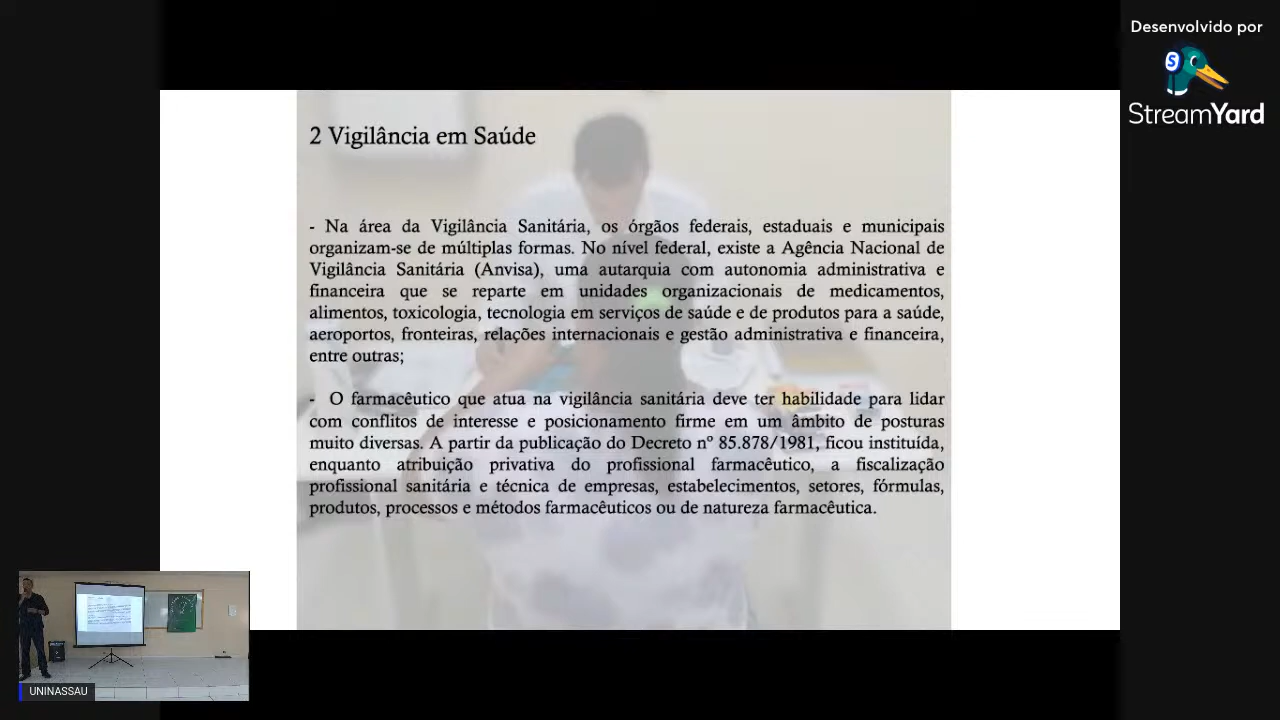 Desenvolvido por
StreamYard
2 Vigilância em Saúde
- Na área da Vigilância Sanitária, os órgãos federais, estaduais e municipais
organizam-se de múltiplas formas. No nível federal, existe a Agência Nacional de
Vigilância Sanitária (Anvisa), uma autarquia com autonomia administrativa e
financeira que se reparte em unidades organizacionais de medicamentos,
alimentos, toxicologia, tecnologia em serviços de saúde e de produtos para a saúde,
aeroportos, fronteiras, relações internacionais e gestão administrativa e financeira,
entre outras;
- O farmacêutico que atua na vigilância sanitária deve ter habilidade para lidar
com conflitos de interesse e posicionamento firme em um âmbito de posturas
muito diversas. A partir da publicação do Decreto nº 85.878/1981, ficou instituída,
enquanto atribuição privativa do profissional farmacêutico, a fiscalização
profissional sanitária e técnica de empresas, estabelecimentos, setores, fórmulas,
produtos, processos e métodos farmacêuticos ou de natureza farmacêutica.
UNINASSAU